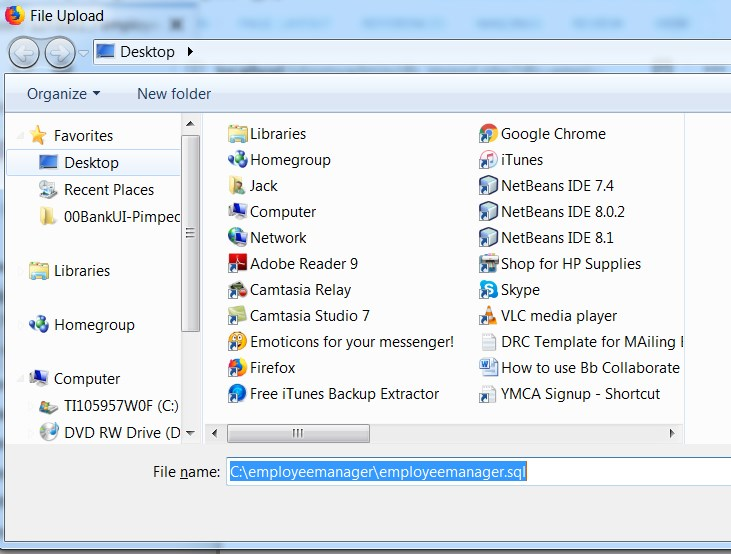 File Upload
Desktop
Organize
New folder
Favorites
Desktop
Recent Places
00BankUI-Pimpec
Libraries
Homegroup
Computer
TI105957W0F (C:)
DVD RW Drive (D
Libraries
Homegroup
Jack
Computer
Network
Adobe Reader 9
Camtasia Relay
Camtasia Studio 7
Emoticons for your messenger!
Firefox
Free iTunes Backup Extractor
Google Chrome
iTunes
NetBeans IDE 7.4
NetBeans IDE 8.0.2
NetBeans IDE 8.1
Shop for HP Supplies
Skype
VLC media player
DRC Template for MAiling E
How to use Bb Collaborate
YMCA Signup - Shortcut
File name:
C:\employeemanager\employeemanager.sql